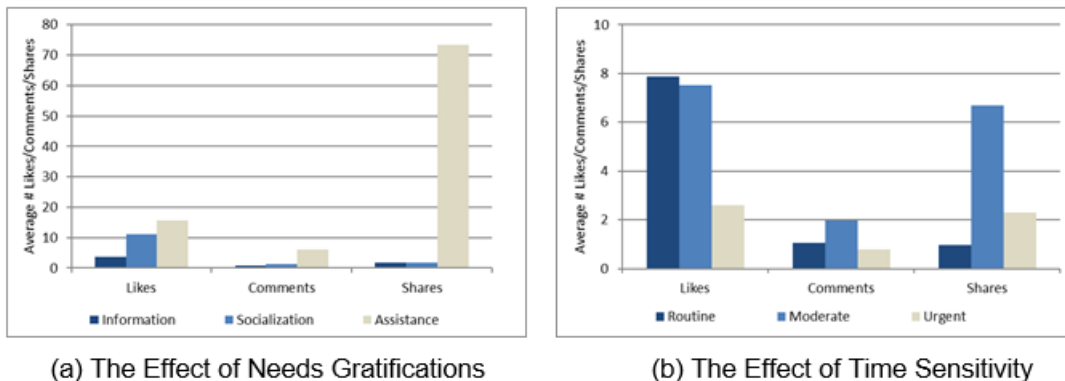 Average # Likes/Comments/Shares
80
70
60
50
40
30
20
10
0
Likes Comments Shares
Information Socialization Assistance
(a) The Effect of Needs Gratifications
Average # Likes/Comments/Shares
10
8
6
4
2
0
Likes Comments Shares
Routine Moderate Urgent
(b) The Effect of Time Sensitivity